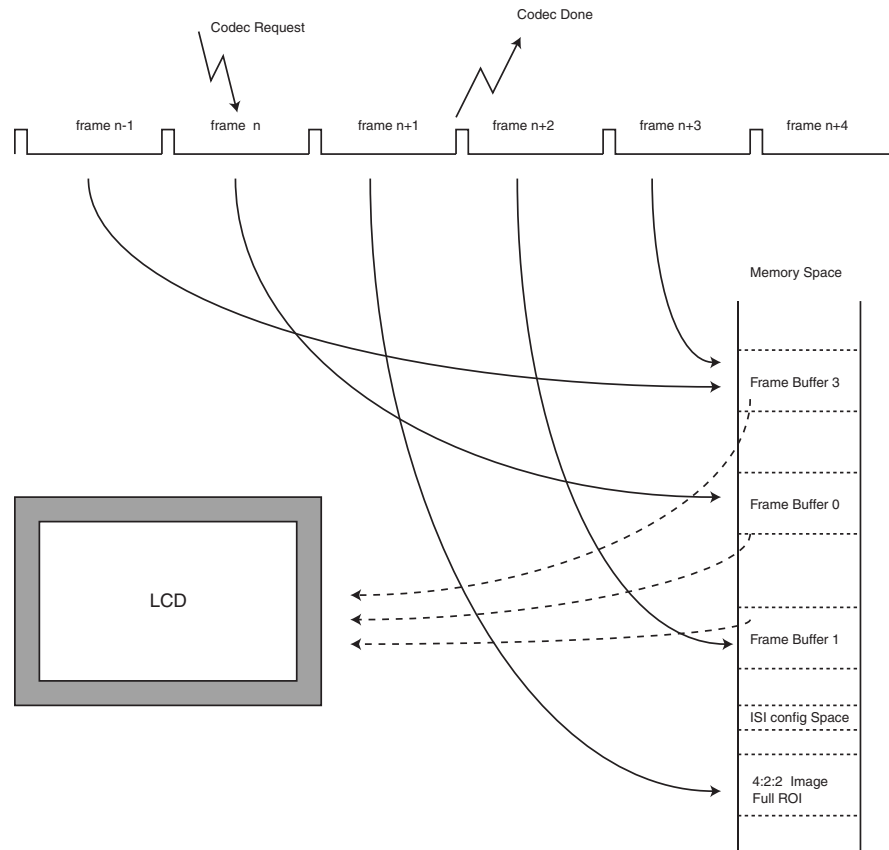 Codec Request
Codec Done
frame n-1
frame n
frame n+1
frame n+2
frame n+3
frame n+4
Memory Space
Frame Buffer 3
Frame Buffer 0
LCD
Frame Buffer 1
ISI config Space
4:2:2 Image
Full ROI